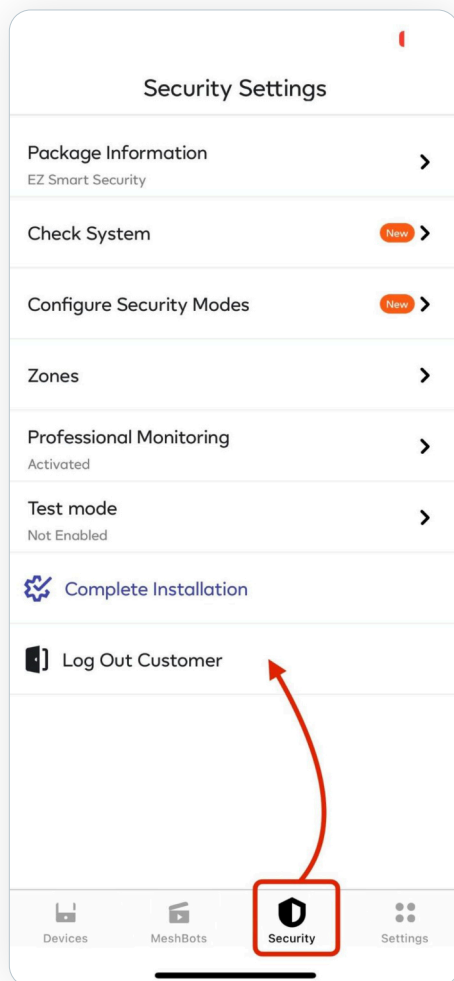 Security Settings
Package Information
EZ Smart Security
Check System
New
Configure Security Modes
New
Zones
Professional Monitoring
Activated
Test mode
Not Enabled
Complete Installation
Log Out Customer
Devices
MeshBots
Security
Settings